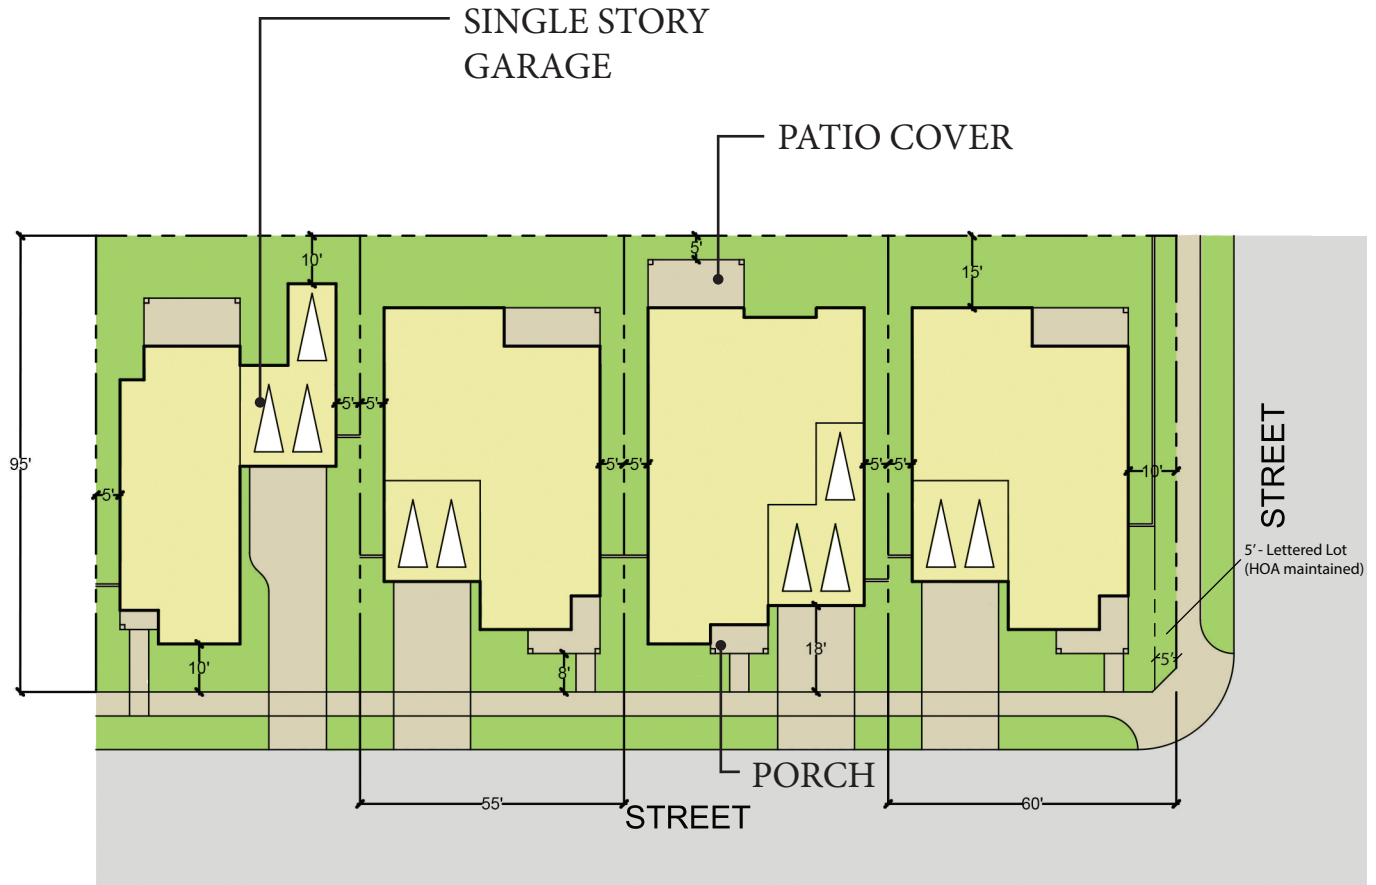 SINGLE STORY
GARAGE
PATIO COVER
10'
5'
15'
5'
5'
95'
5'
5'
5'
5'
5'
10'
STREET
5' - Lettered Lot
(HOA maintained)
10'
8'
18'
5'
PORCH
55'
60'
STREET